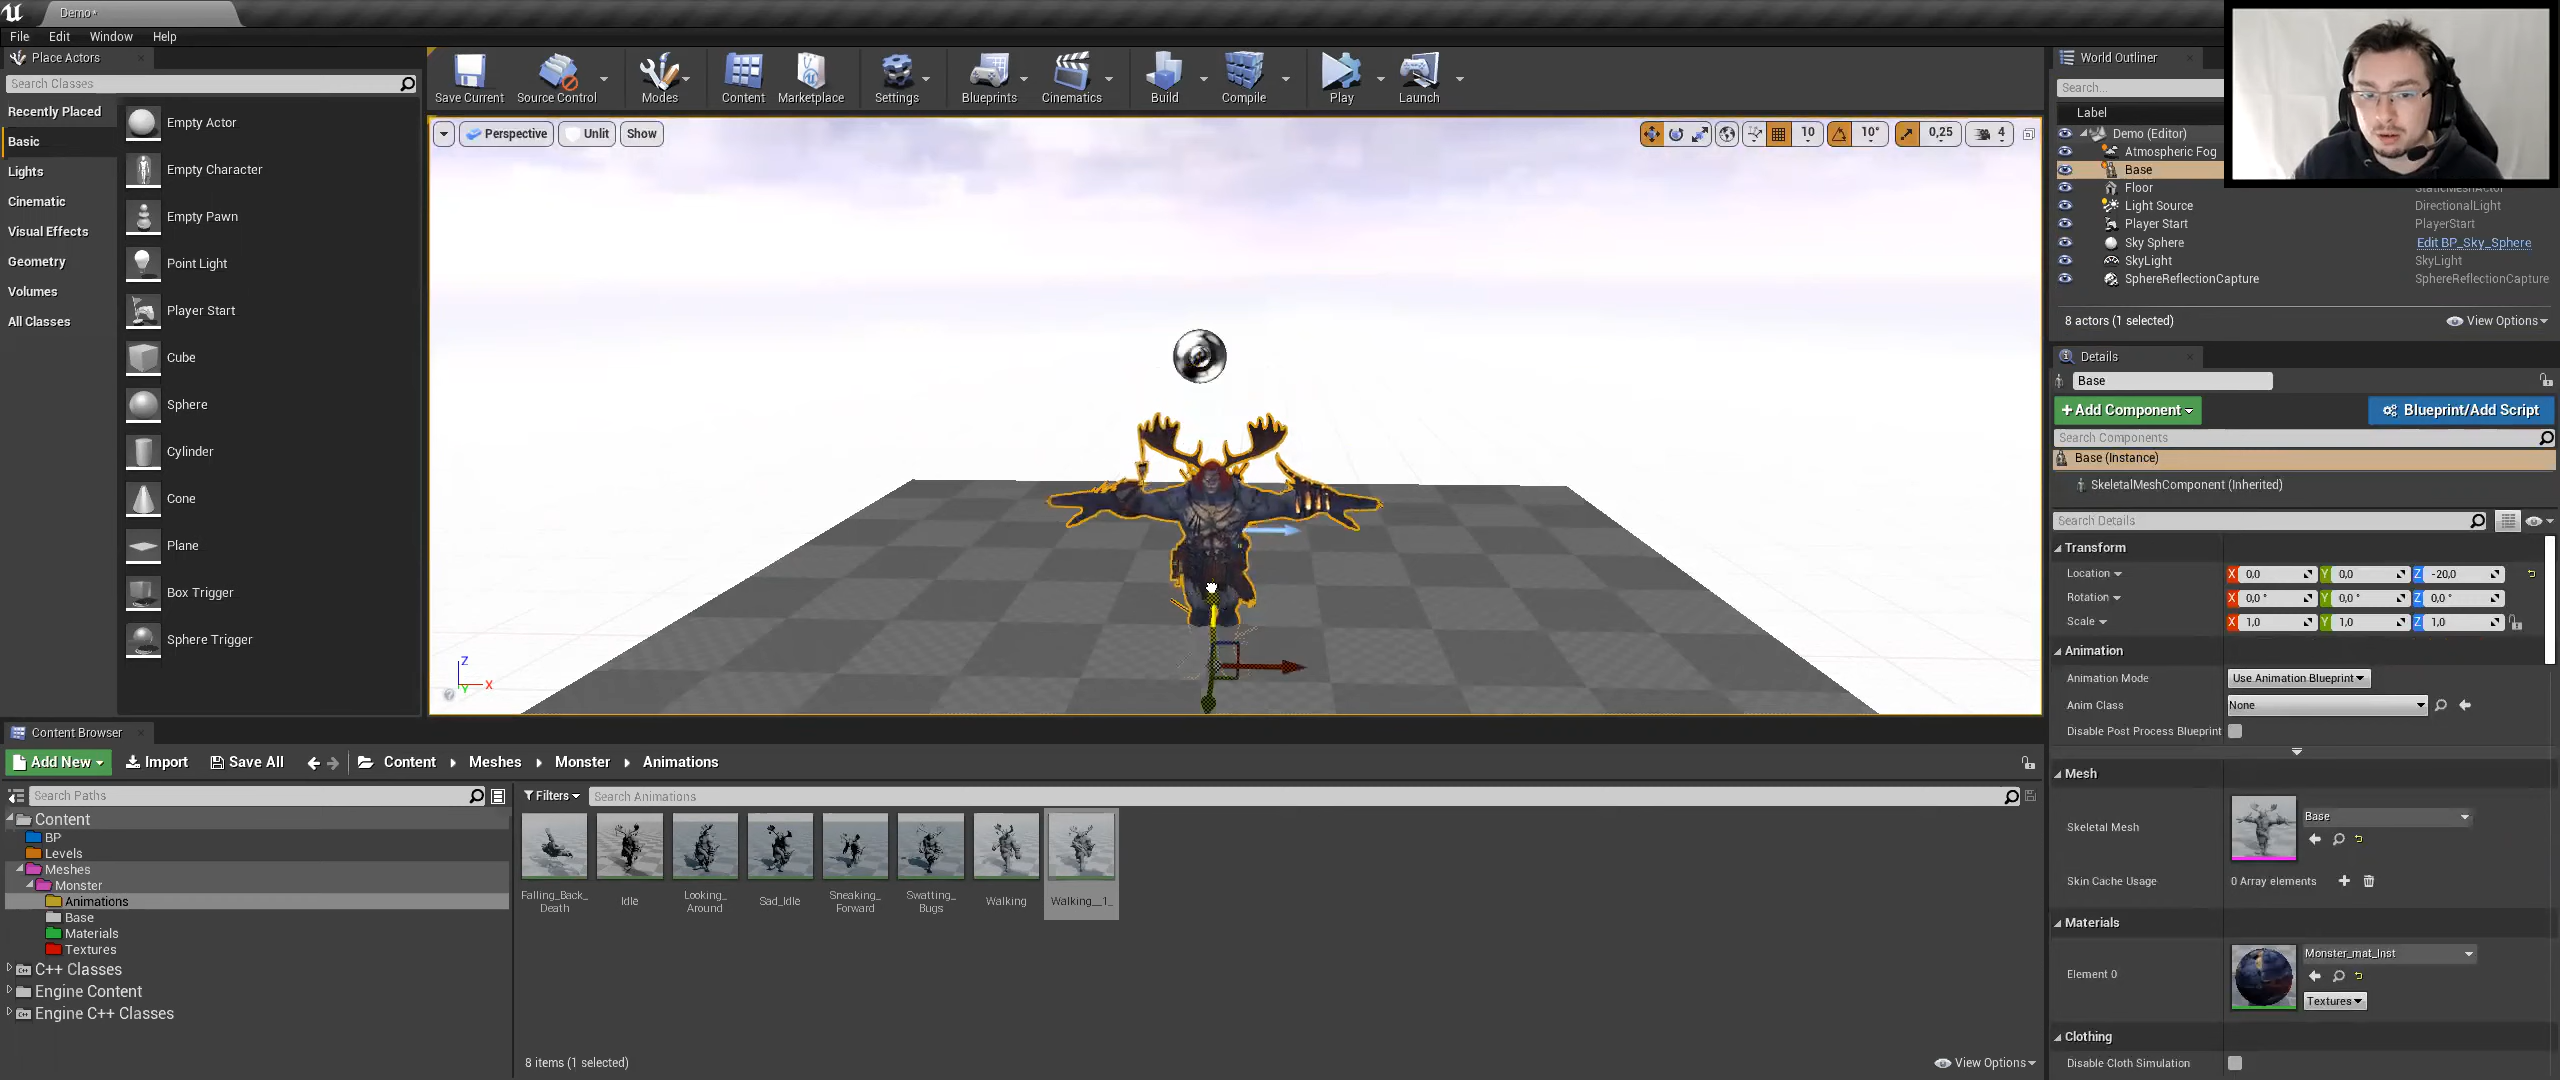 Demo*
File Edit Window Help
Place Actors
Search Classes
Recently Placed
Basic
Lights
Cinematic
Visual Effects
Geometry
Volumes
All Classes
Empty Actor
Empty Character
Empty Pawn
Point Light
Player Start
Cube
Sphere
Cylinder
Cone
Plane
Box Trigger
Sphere Trigger
Save Current Source Control Modes Content Marketplace Settings Blueprints Cinematics Build Compile Play Launch
Perspective Unlit Show
10 10° 0,25 4
Z
Y X
World Outliner
Search...
Label
Demo (Editor)
Atmospheric Fog
Base
Floor StaticMeshActor
Light Source DirectionalLight
Player Start PlayerStart
Sky Sphere Edit BP_Sky_Sphere
SkyLight SkyLight
SphereReflectionCapture SphereReflectionCapture
8 actors (1 selected) View Options
Details
Base
+Add Component Blueprint/Add Script
Search Components
Base (Instance)
SkeletalMeshComponent (Inherited)
Search Details
Transform
Location X 0,0 Y 0,0 Z -20,0
Rotation X 0,0 ° Y 0,0 ° Z 0,0 °
Scale X 1,0 Y 1,0 Z 1,0
Animation
Animation Mode Use Animation Blueprint
Anim Class None
Disable Post Process Blueprint
Mesh
Skeletal Mesh Base
Skin Cache Usage 0 Array elements
Materials
Element 0 Monster_mat_Inst
Textures
Clothing
Disable Cloth Simulation
Content Browser
Add New Import Save All Content Meshes Monster Animations
Search Paths
Filters Search Animations
Content
BP
Levels
Meshes
Monster
Animations
Base
Materials
Textures
C++ Classes
Engine Content
Engine C++ Classes
Falling_Back_
Death
Idle
Looking_
Around
Sad_Idle
Sneaking_
Forward
Swatting_
Bugs
Walking
Walking__1_
8 items (1 selected) View Options